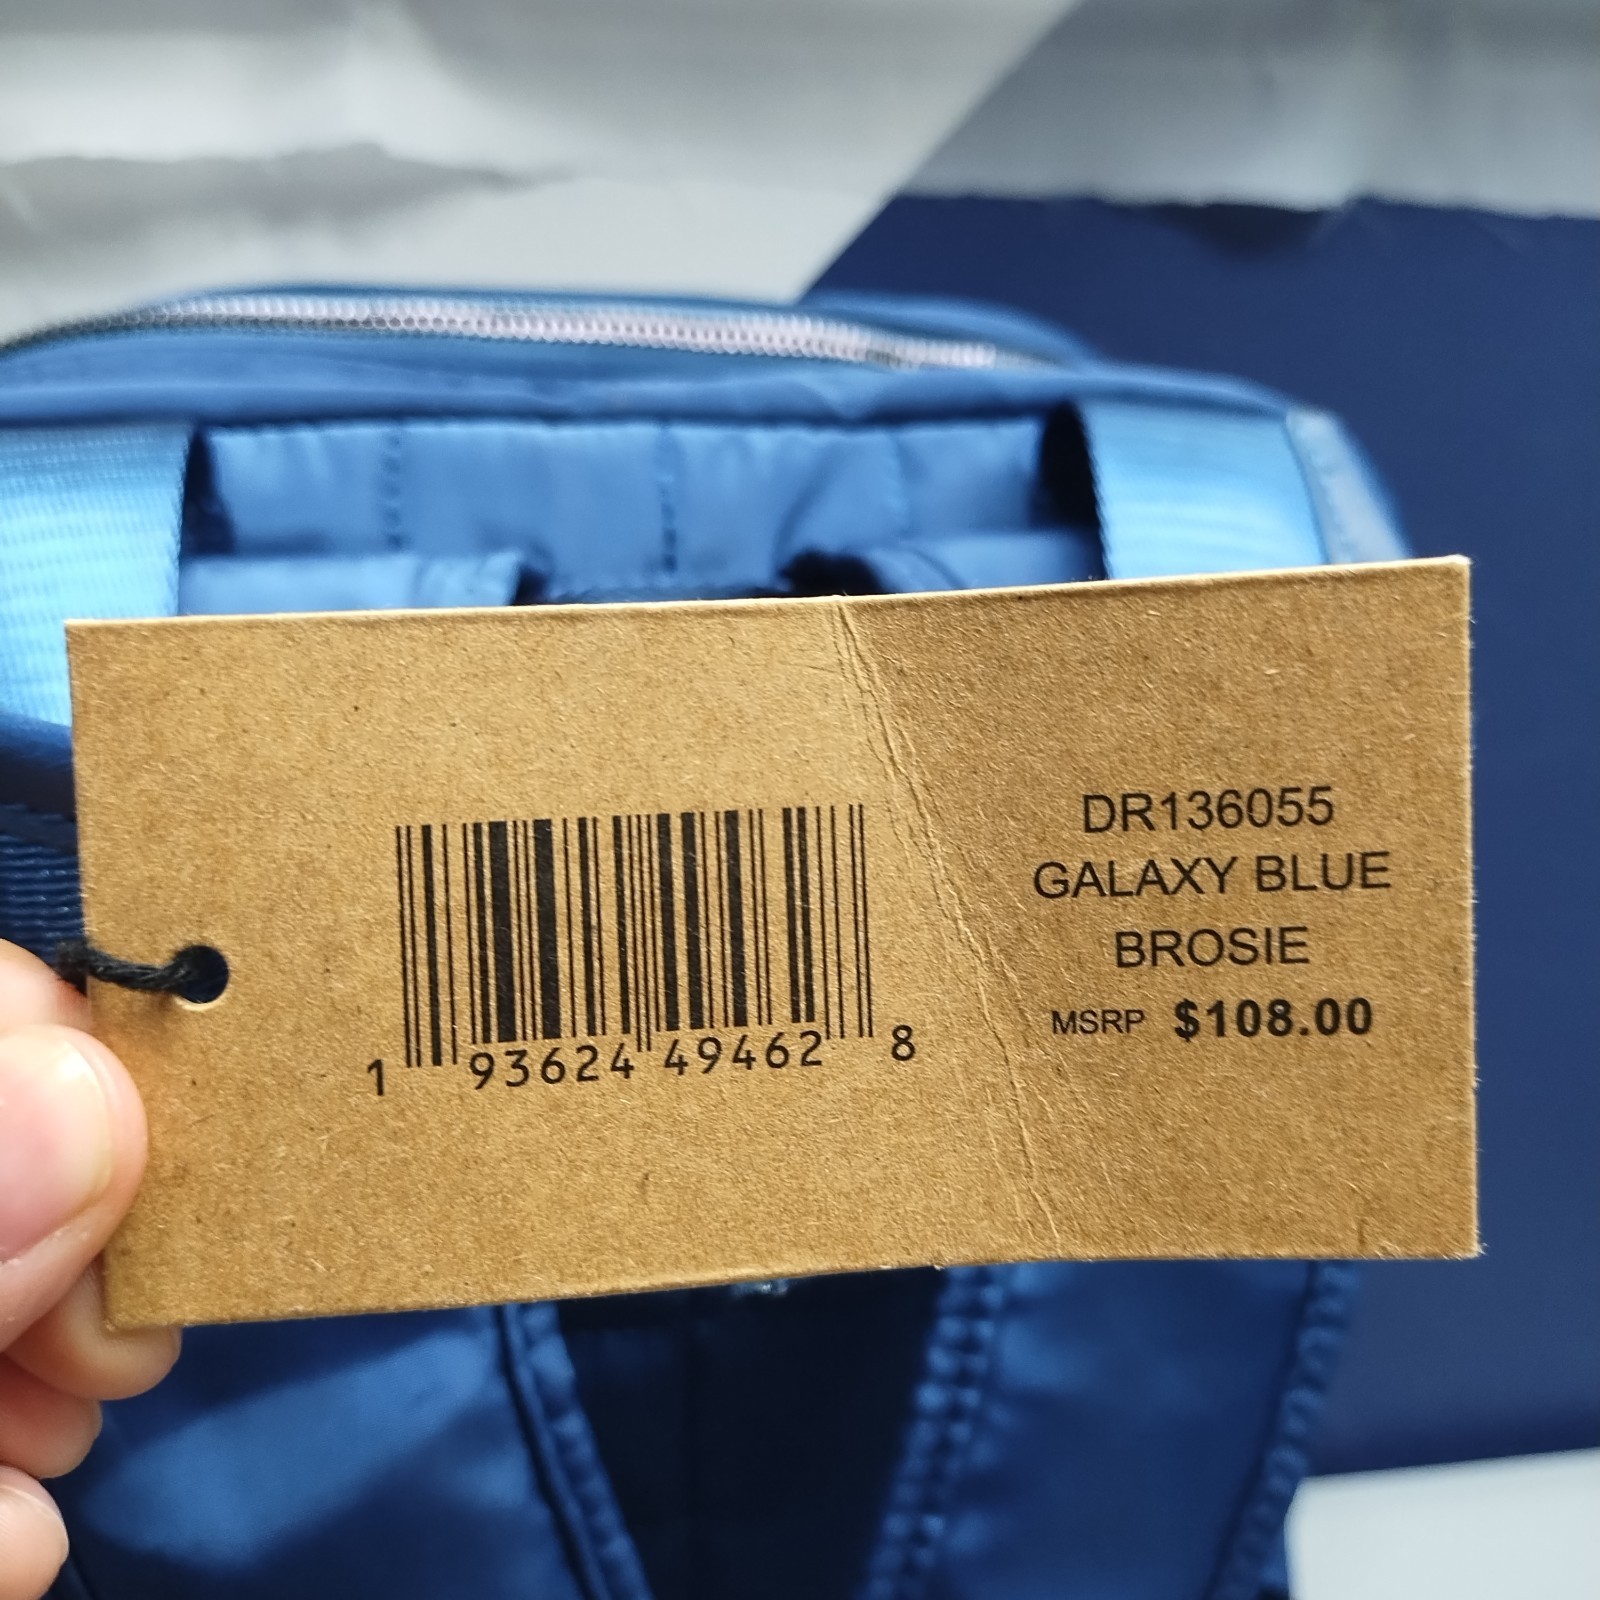 DR136055
GALAXY BLUE
BROSIE
MSRP $108.00
1 93624 49462 8